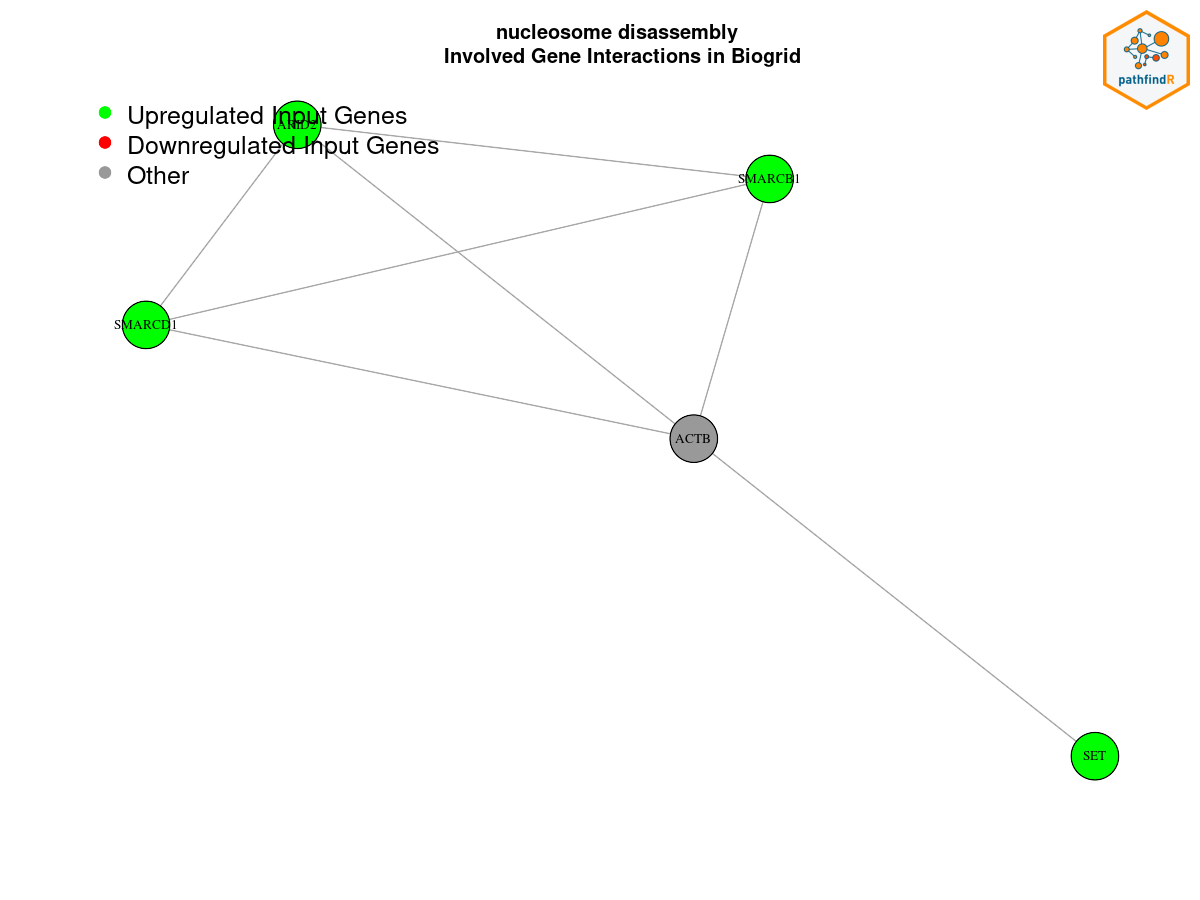 nucleosome disassembly
Involved Gene Interactions in Biogrid
pathfindR
Upregulated Input Genes
ARID2
Downregulated Input Genes
Other
SMARCB1
SMARCD1
ACTB
SET